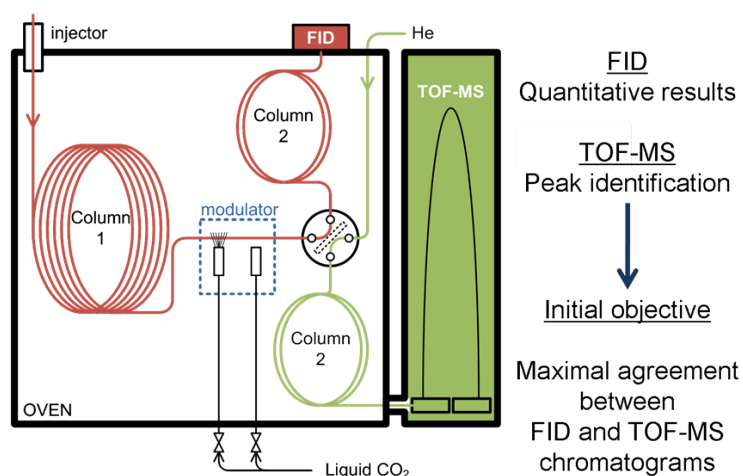 injector
FID
He
TOF-MS
Column
2
Column
1
modulator
Column
2
OVEN
Liquid CO₂
FID
Quantitative results
TOF-MS
Peak identification
Initial objective
Maximal agreement
between
FID and TOF-MS
chromatograms